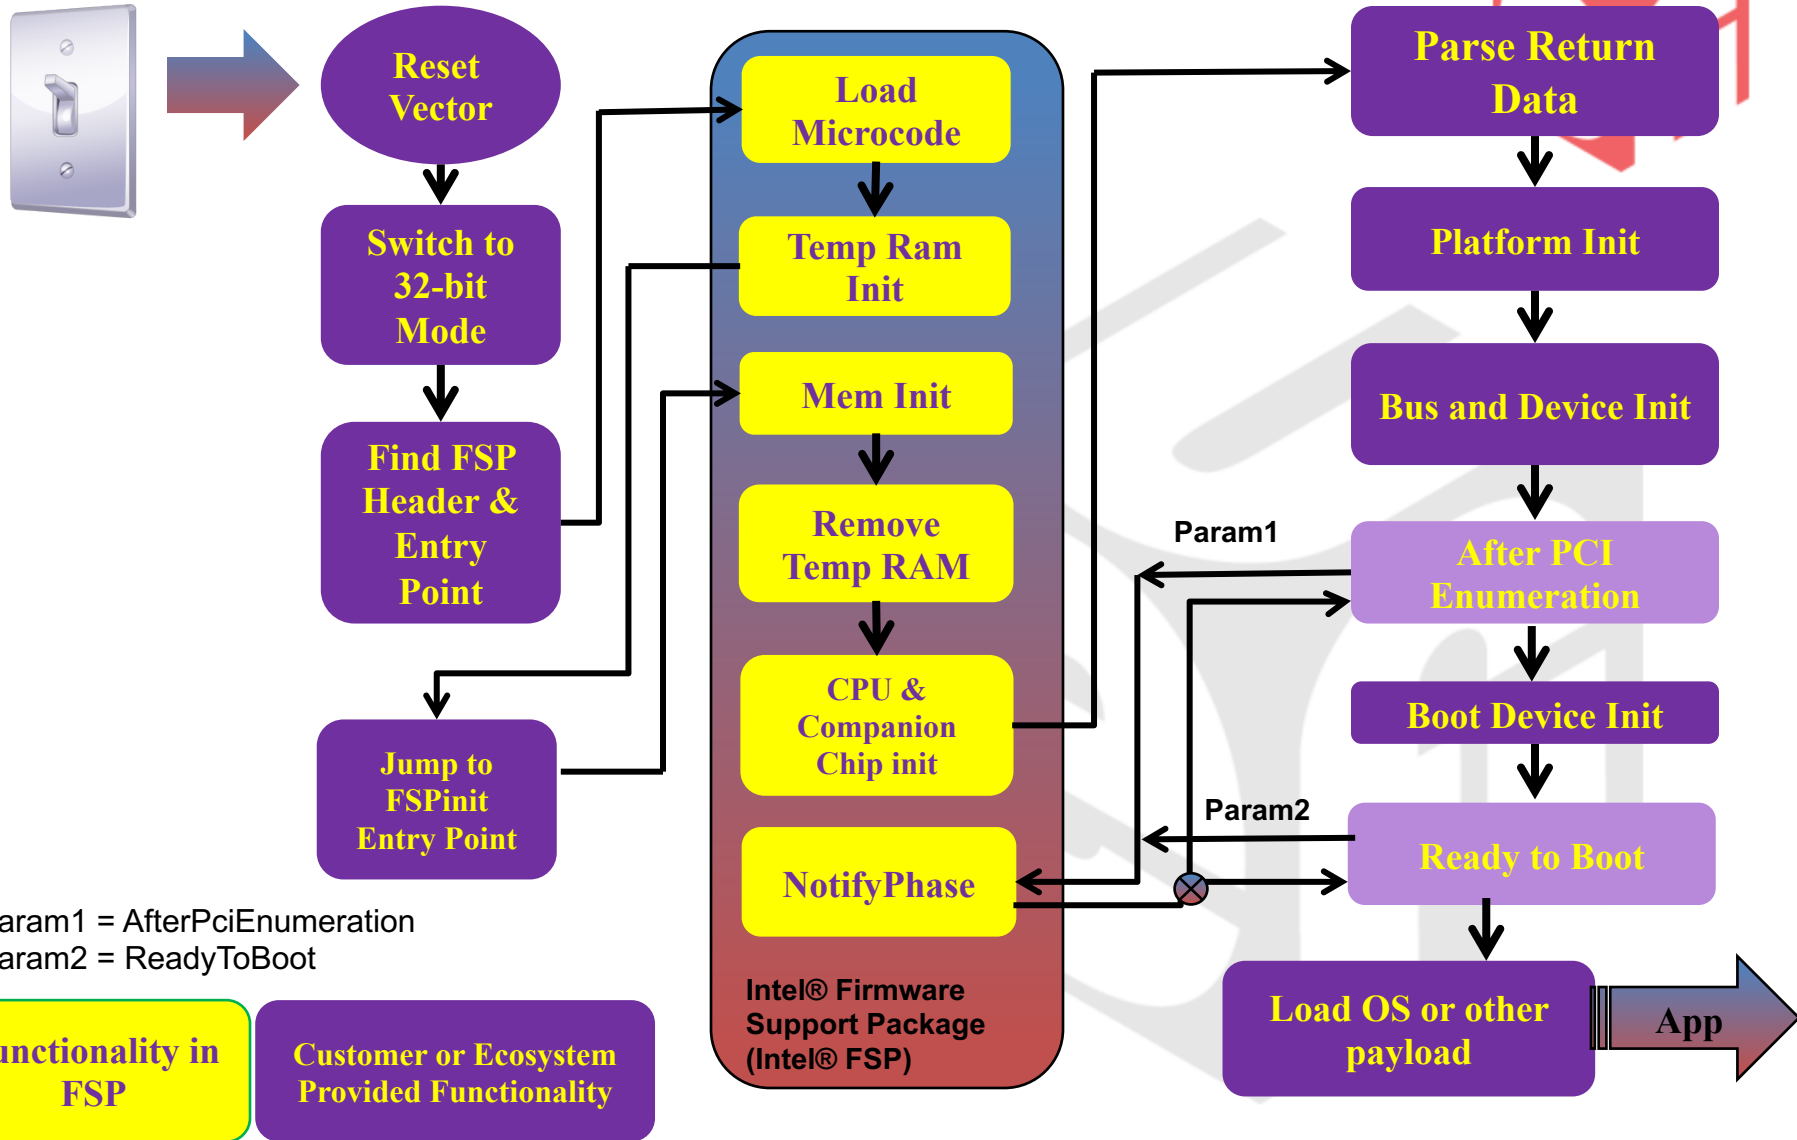 Reset
Vector
Switch to
32-bit
Mode
Find FSP
Header &
Entry
Point
Jump to
FSPinit
Entry Point
Load
Microcode
Temp Ram
Init
Mem Init
Remove
Temp RAM
CPU &
Companion
Chip init
NotifyPhase
Intel® Firmware
Support Package
(Intel® FSP)
Parse Return
Data
Platform Init
Bus and Device Init
Param1
After PCI
Enumeration
Boot Device Init
Param2
Ready to Boot
Load OS or other
payload
App
aram1 = AfterPciEnumeration
aram2 = ReadyToBoot
unctionality in
FSP
Customer or Ecosystem
Provided Functionality